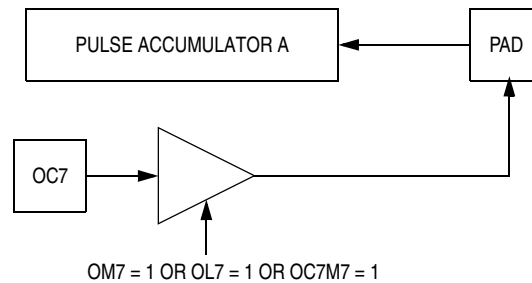 PULSE ACCUMULATOR A
PAD
OC7
OM7 = 1 OR OL7 = 1 OR OC7M7 = 1